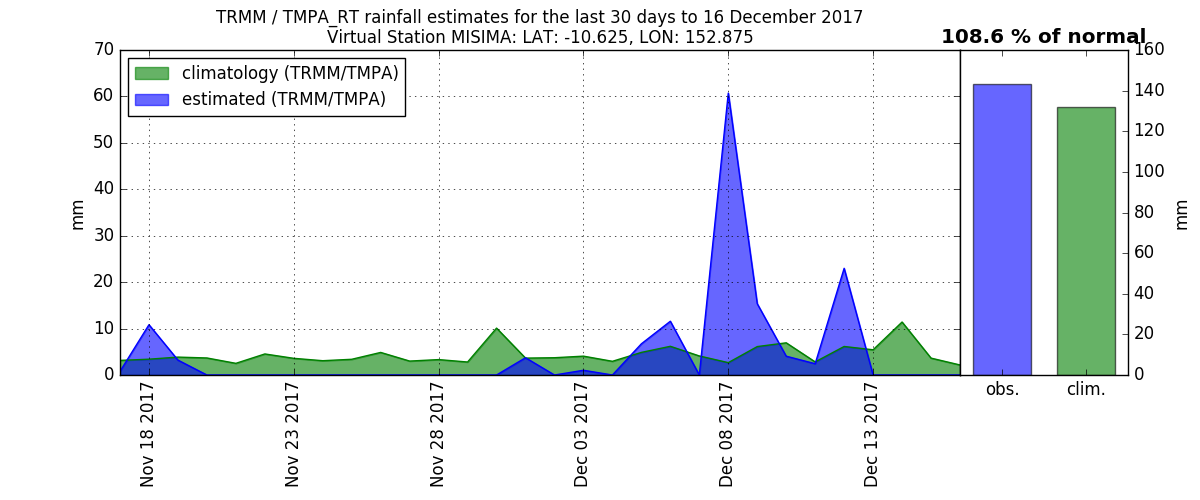 TRMM / TMPA_RT rainfall estimates for the last 30 days to 16 December 2017
Virtual Station MISIMA: LAT: -10.625, LON: 152.875
108.6 % of normal
climatology (TRMM/TMPA)
estimated (TRMM/TMPA)
70
60
50
40
30
20
10
0
mm
Nov 18 2017
Nov 23 2017
Nov 28 2017
Dec 03 2017
Dec 08 2017
Dec 13 2017
160
140
120
100
80
60
40
20
0
mm
obs.
clim.